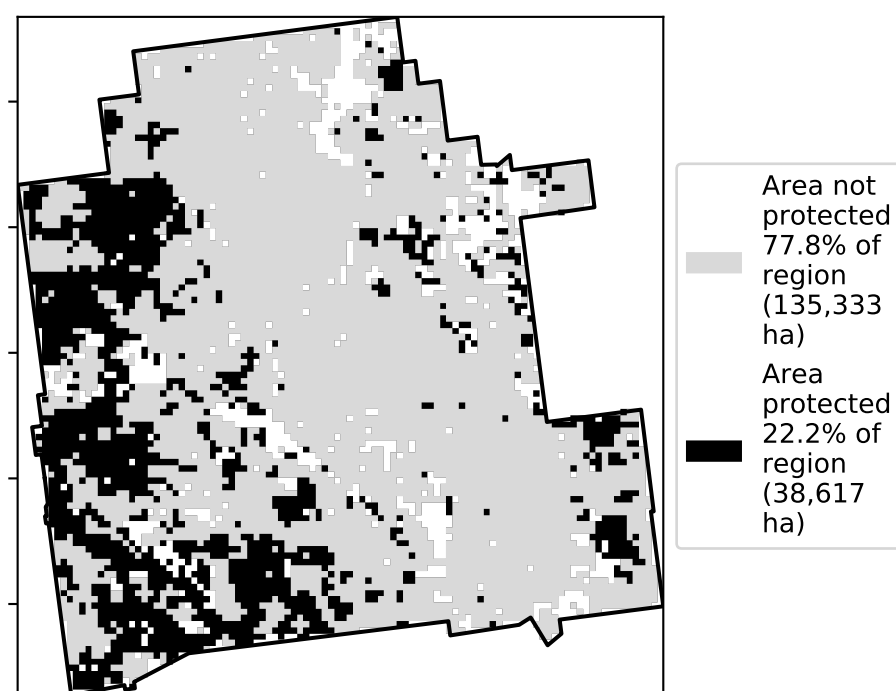 Area not
protected
77.8% of
region
(135,333
ha)
Area
protected
22.2% of
region
(38,617
ha)